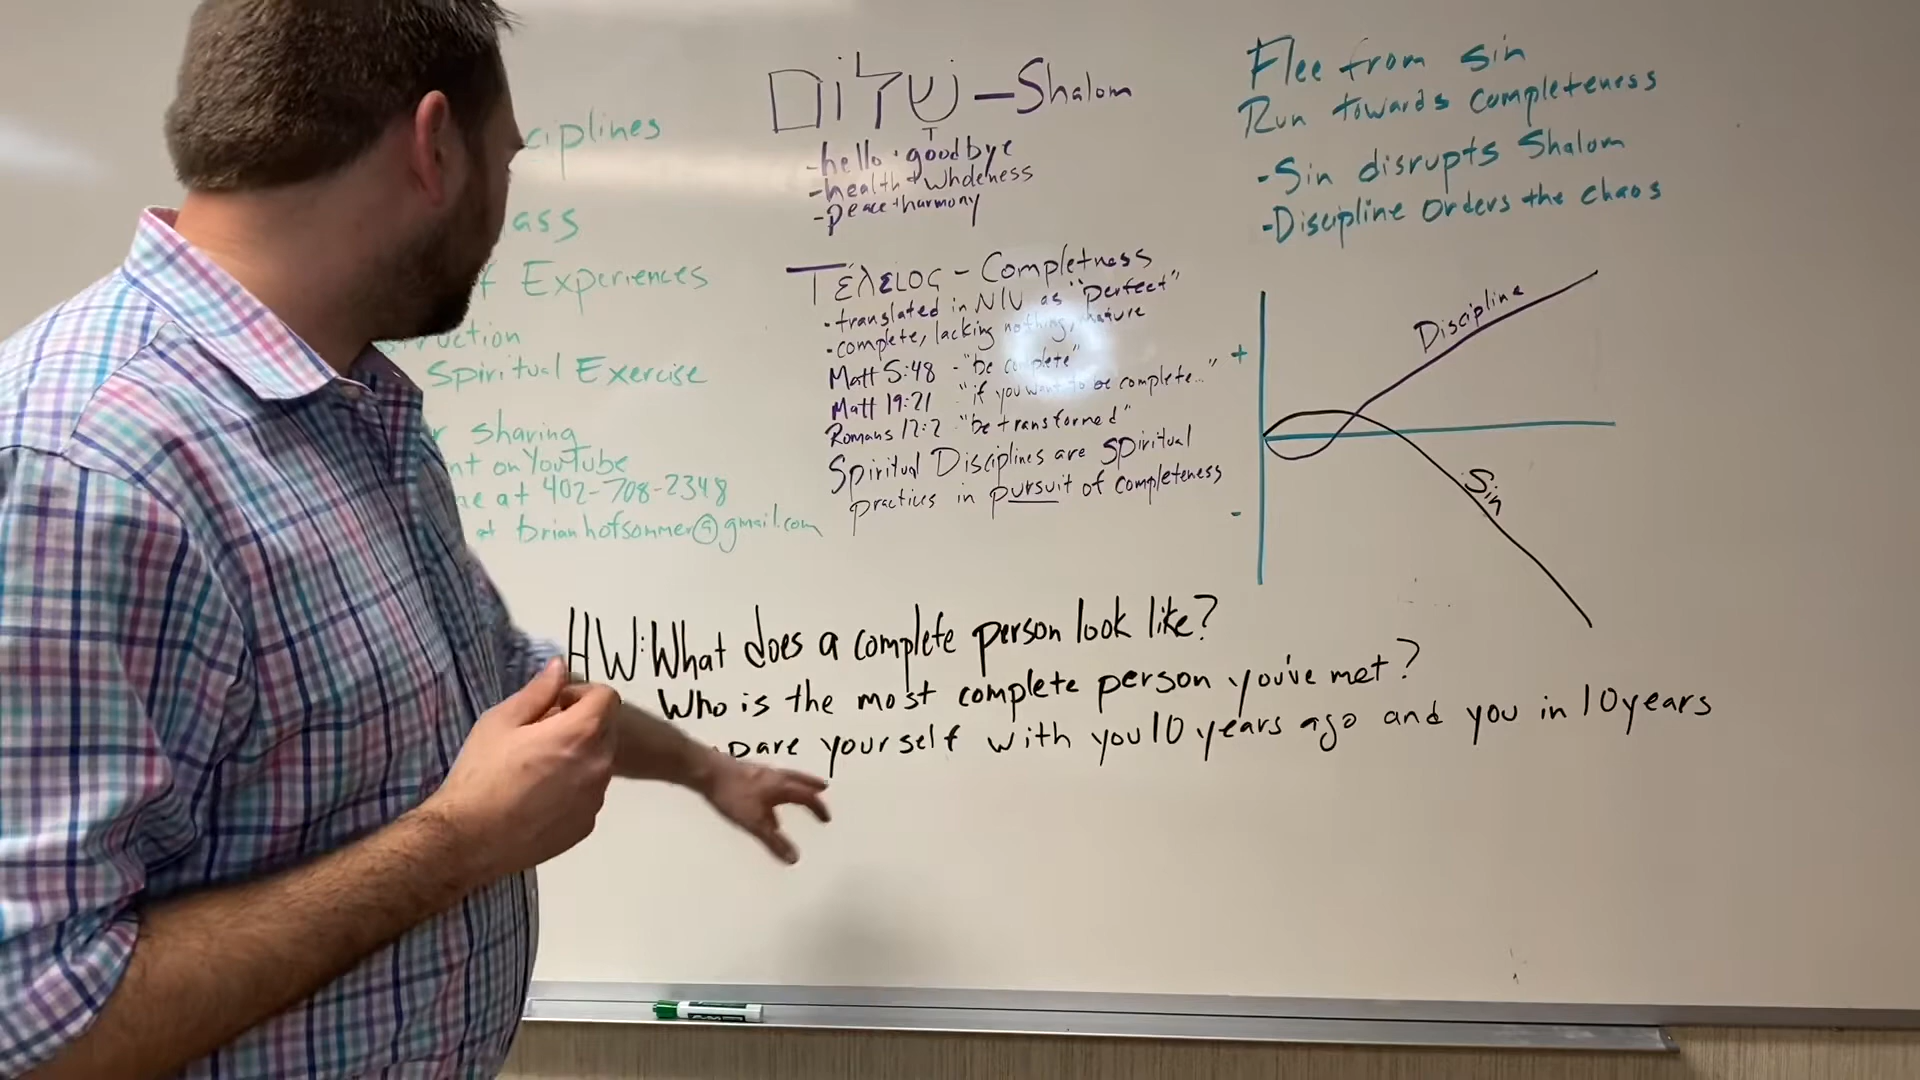 ciplines
ass
f Experiences
struction
Spiritual Exercise
r sharing
nt on YouTube
me at 402-708-2348
at brianhofsommer@gmail.com
שלום - Shalom
- hello + goodbye
- health + wholeness
- peace + harmony
Τέλειος - Completness
• translated in NIV as "perfect"
• complete, lacking nothing, mature
Matt 5:48 - "be complete"
Matt 19:21 "if you want to be complete..."
Romans 12:2 - "be transformed"
Spiritual Disciplines are spiritual
practices in pursuit of completeness
Flee from sin
Run towards completeness
- Sin disrupts Shalom
- Discipline Orders the chaos
Discipline
+
Sin
-
HW: What does a complete person look like?
Who is the most complete person you've met?
pare yourself with you 10 years ago and you in 10 years